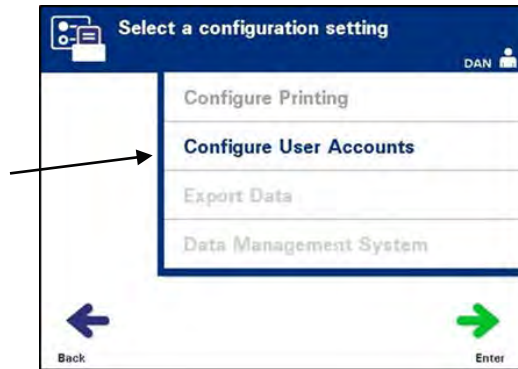 Select a configuration setting
DAN
Configure Printing
Configure User Accounts
Export Data
Data Management System
Back
Enter